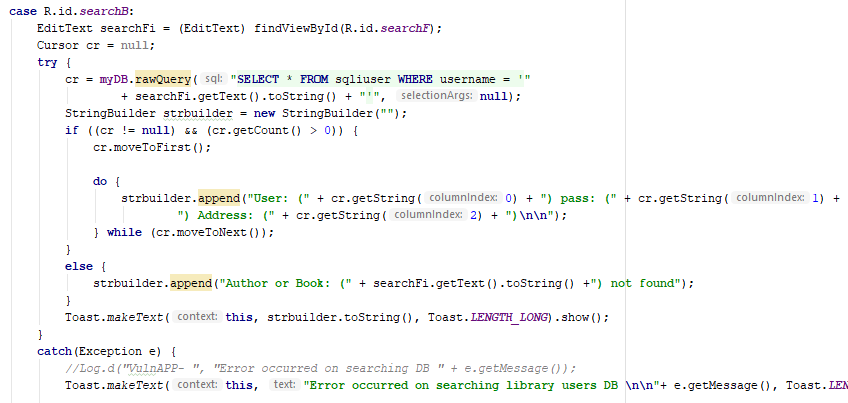 case R.id.searchB:
EditText searchFi = (EditText) findViewById(R.id.searchF);
Cursor cr = null;
try {
cr = myDB.rawQuery( sql: "SELECT * FROM sqliuser WHERE username = '"
+ searchFi.getText().toString() + "'", selectionArgs: null);
StringBuilder strbuilder = new StringBuilder("");
if ((cr != null) && (cr.getCount() > 0)) {
cr.moveToFirst();
do {
strbuilder.append("User: (" + cr.getString( columnIndex: 0) + ") pass: (" + cr.getString( columnIndex: 1) +
") Address: (" + cr.getString( columnIndex: 2) + ")\n\n");
} while (cr.moveToNext());
}
else {
strbuilder.append("Author or Book: (" + searchFi.getText().toString() +") not found");
}
Toast.makeText( context: this, strbuilder.toString(), Toast.LENGTH_LONG).show();
}
catch(Exception e) {
//Log.d("VulnAPP- ", "Error occurred on searching DB " + e.getMessage());
Toast.makeText( context: this, text: "Error occurred on searching library users DB \n\n"+ e.getMessage(), Toast.LEN